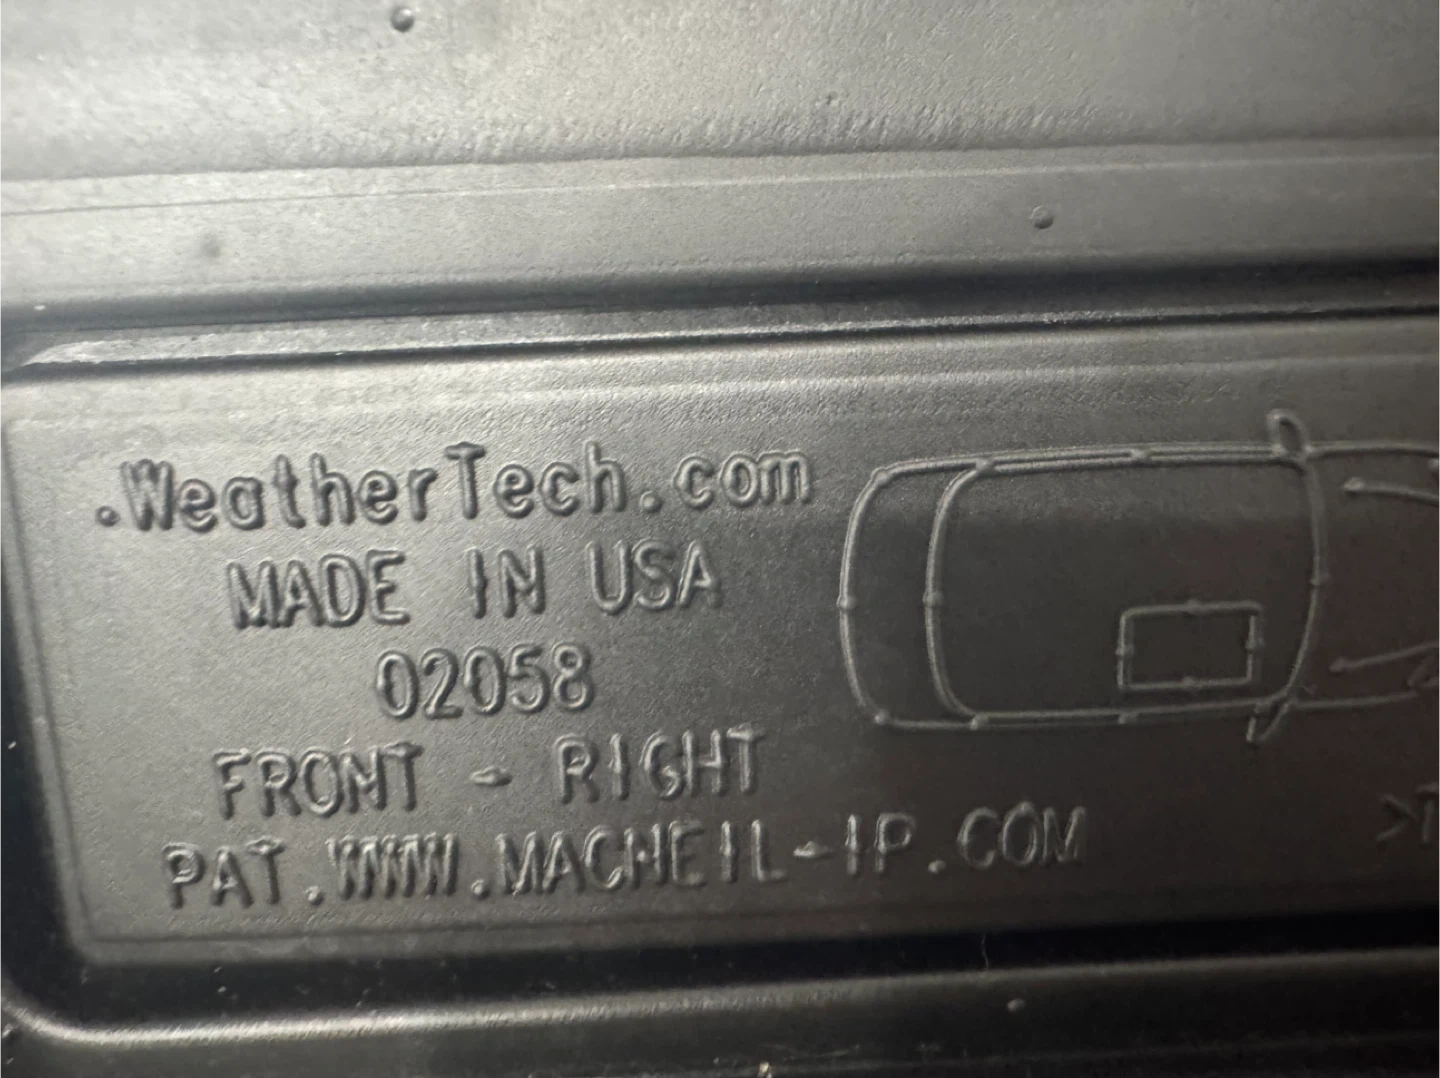 .WeatherTech.com
MADE IN USA
02058
FRONT - RIGHT
PAT.WWW.MACNEIL-IP.COM
>T